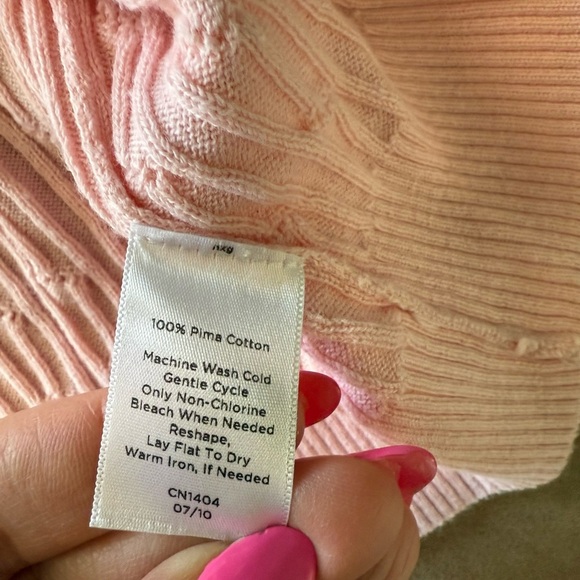 100% Pima Cotton
Machine Wash Cold
Gentle Cycle
Only Non-Chlorine
Bleach When Needed
Reshape,
Lay Flat To Dry
Warm Iron, If Needed
CN1404
07/10